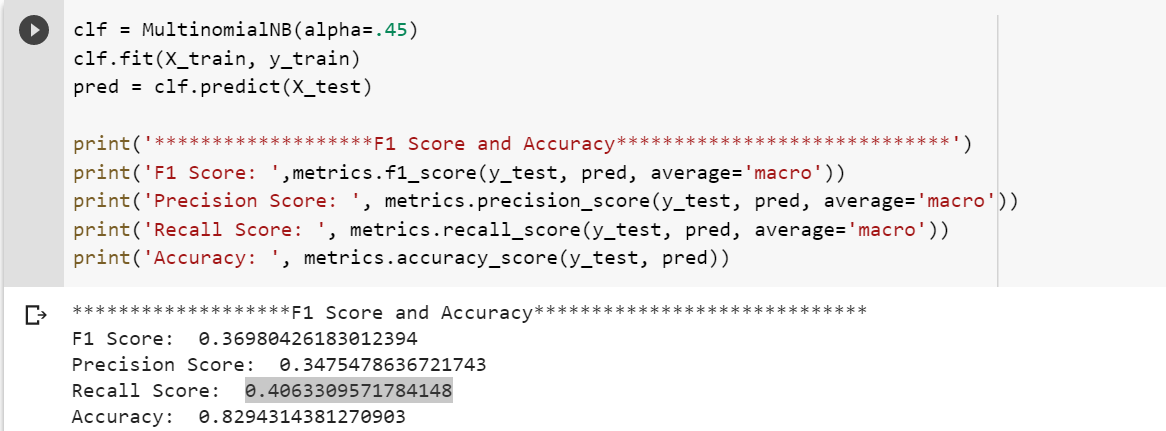 clf = MultinomialNB(alpha=.45)
clf.fit(X_train, y_train)
pred = clf.predict(X_test)
print('*******************F1 Score and Accuracy*****************************')
print('F1 Score: ',metrics.f1_score(y_test, pred, average='macro'))
print('Precision Score: ', metrics.precision_score(y_test, pred, average='macro'))
print('Recall Score: ', metrics.recall_score(y_test, pred, average='macro'))
print('Accuracy: ', metrics.accuracy_score(y_test, pred))
*******************F1 Score and Accuracy*****************************
F1 Score:  0.36980426183012394
Precision Score:  0.3475478636721743
Recall Score:  0.4063309571784148
Accuracy:  0.8294314381270903